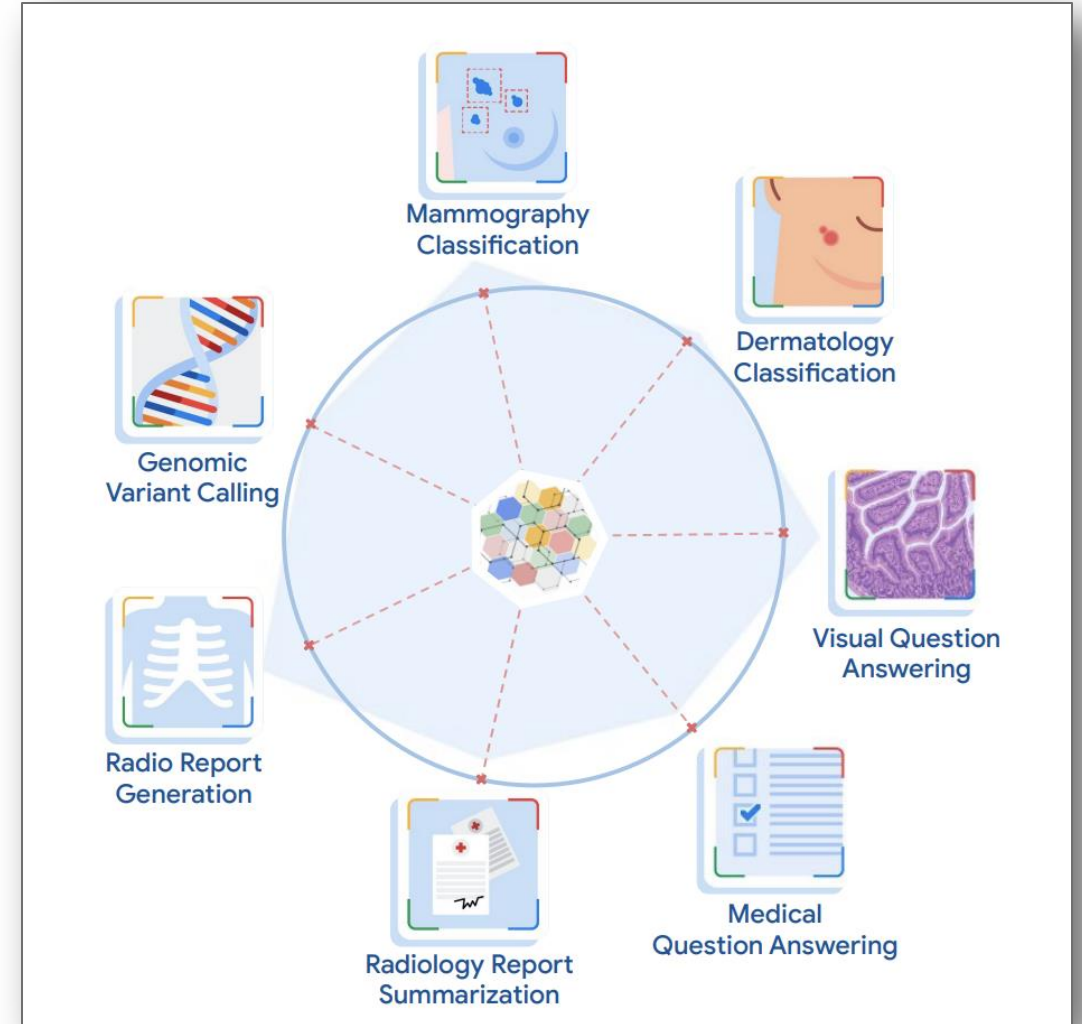 Mammography
Classification
Dermatology
Classification
Genomic
Variant Calling
Visual Question
Answering
Radio Report
Generation
Medical
Question Answering
Radiology Report
Summarization